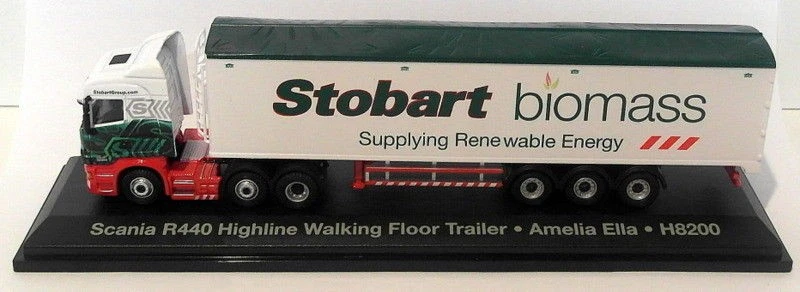 StobartGroup.com
S
Stobart biomass
Supplying Renewable Energy
Scania R440 Highline Walking Floor Trailer • Amelia Ella • H8200